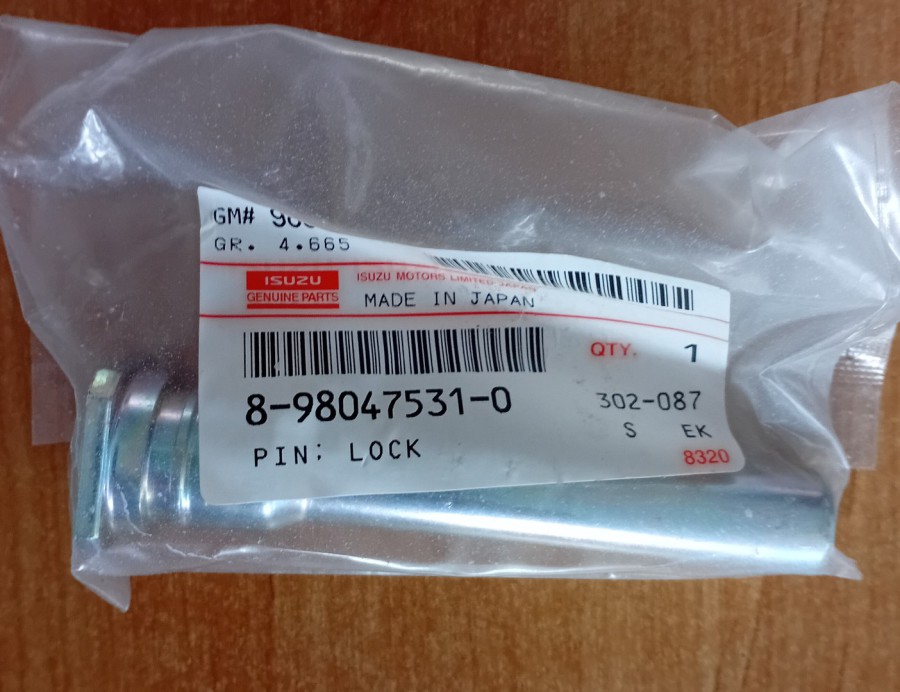 GM#
GR. 4.665
ISUZU
GENUINE PARTS
ISUZU MOTORS LIMITED JAPAN
MADE IN JAPAN
QTY. 1
8-98047531-0
302-087
PIN: LOCK
S EK
8320